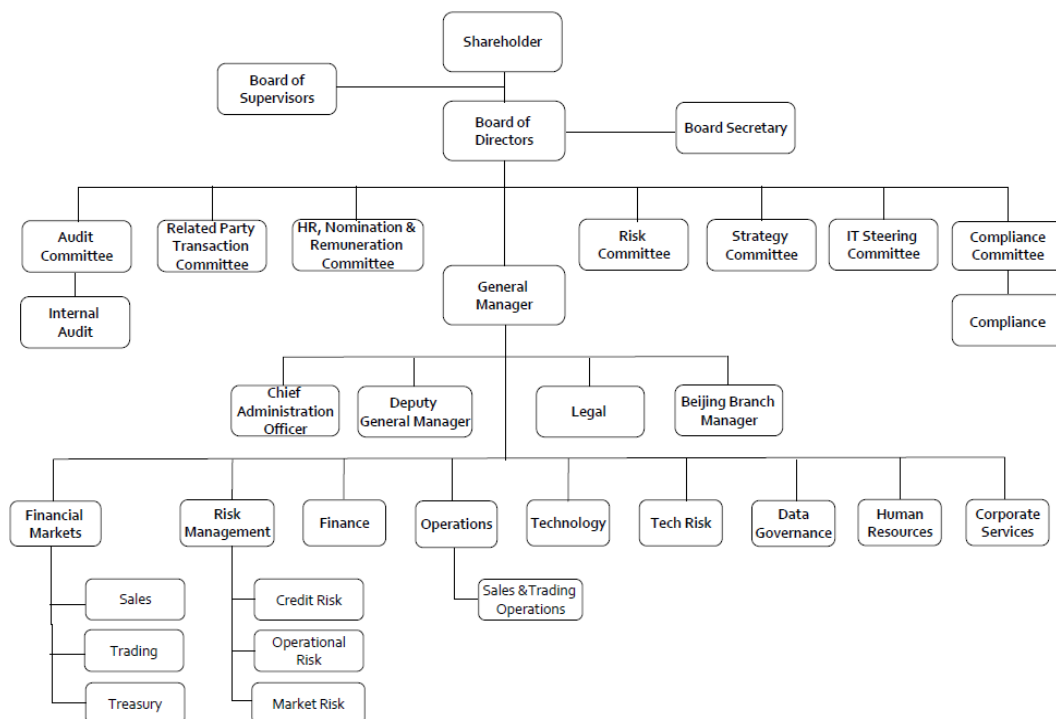 Shareholder
Board of
Supervisors
Board of
Directors
Board Secretary
Audit
Committee
Related Party
Transaction
Committee
HR, Nomination &
Remuneration
Committee
Risk
Committee
Strategy
Committee
IT Steering
Committee
Compliance
Committee
General
Manager
Internal
Audit
Compliance
Chief
Administration
Officer
Deputy
General Manager
Legal
Beijing Branch
Manager
Financial
Markets
Risk
Management
Finance
Operations
Technology
Tech Risk
Data
Governance
Human
Resources
Corporate
Services
Sales
Credit Risk
Sales &Trading
Operations
Trading
Operational
Risk
Treasury
Market Risk